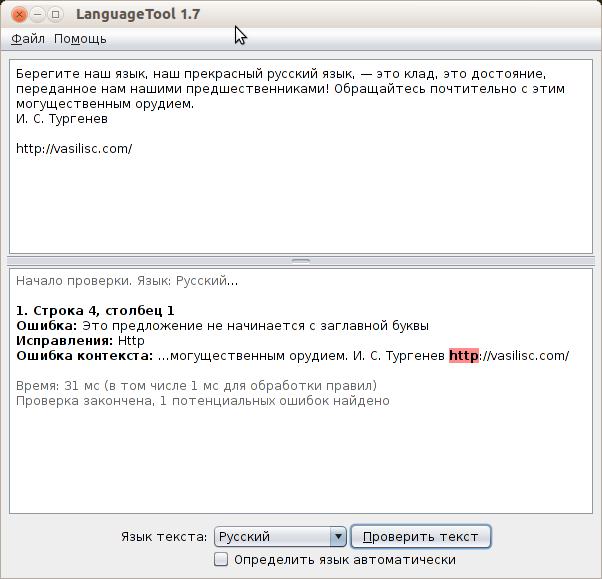 LanguageTool 1.7
Файл Помощь
Берегите наш язык, наш прекрасный русский язык, — это клад, это достояние,
переданное нам нашими предшественниками! Обращайтесь почтительно с этим
могущественным орудием.
И. С. Тургенев
http://vasilisc.com/
Начало проверки. Язык: Русский...
1. Строка 4, столбец 1
Ошибка: Это предложение не начинается с заглавной буквы
Исправления: Http
Ошибка контекста: ...могущественным орудием. И. С. Тургенев http://vasilisc.com/
Время: 31 мс (в том числе 1 мс для обработки правил)
Проверка закончена, 1 потенциальных ошибок найдено
Язык текста: Русский Проверить текст
Определить язык автоматически